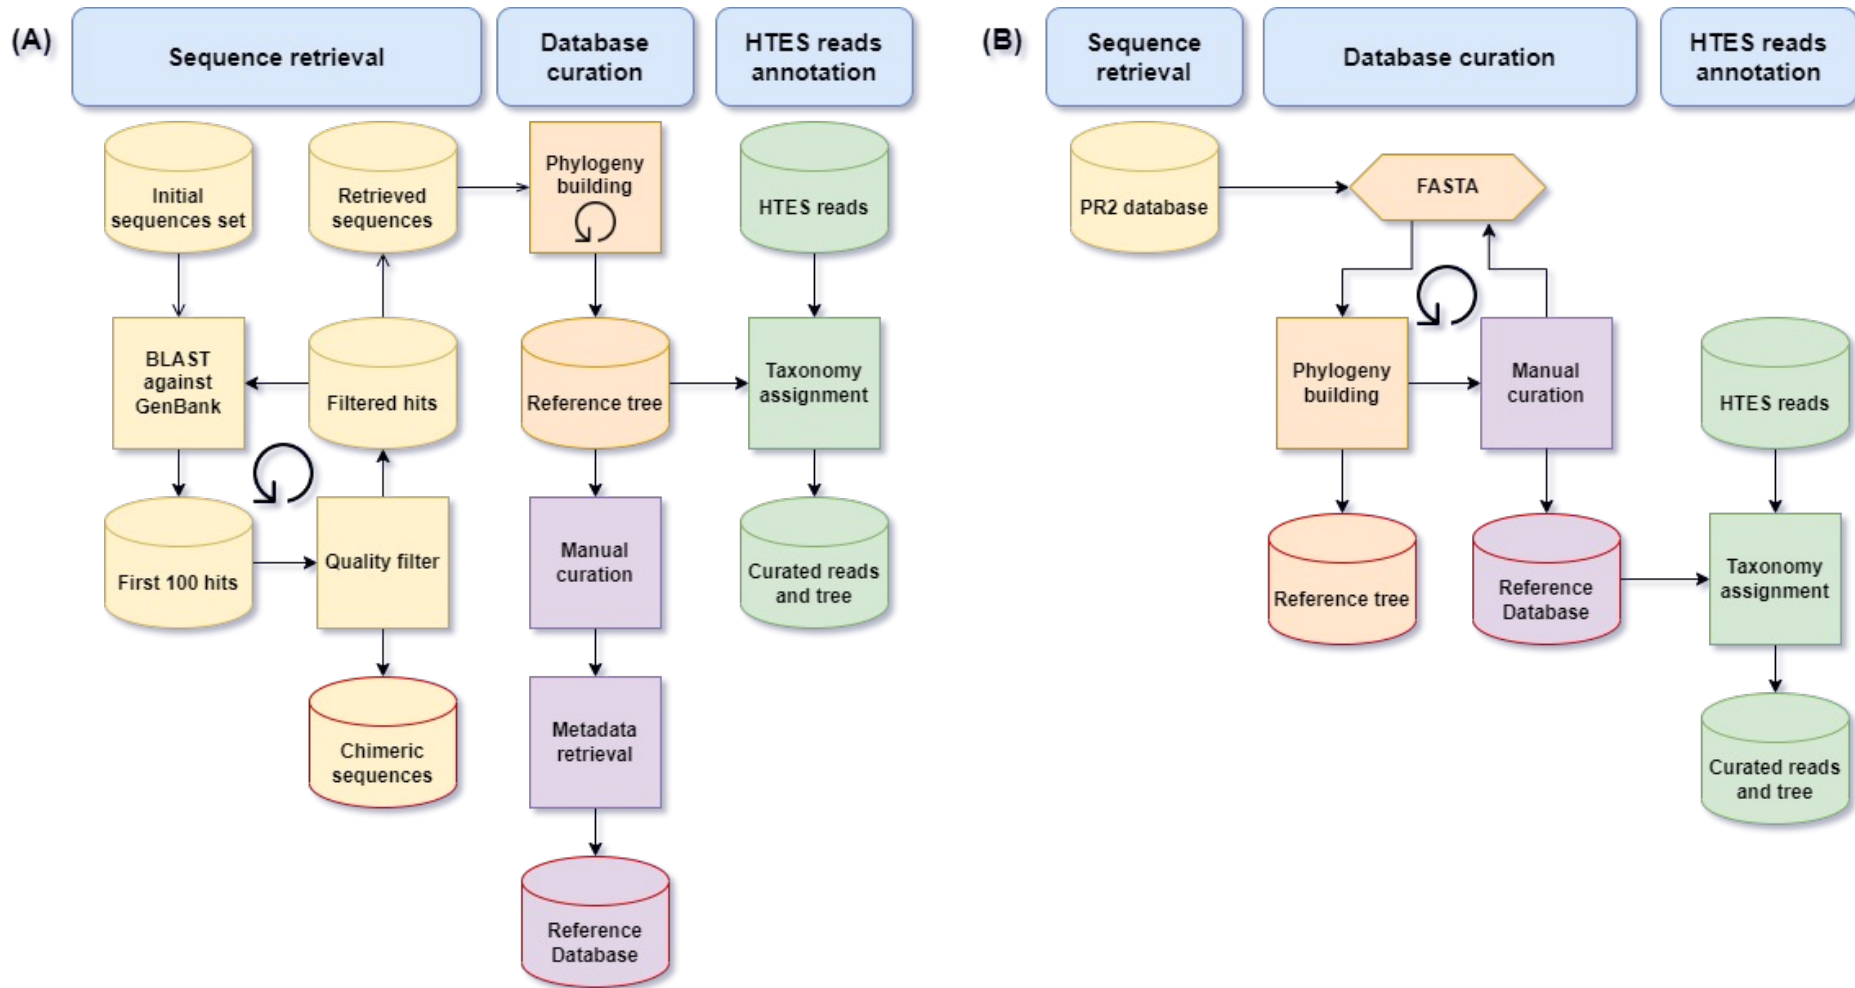 (A)
Sequence retrieval
Database
curation
HTES reads
annotation
Initial
sequences set
Retrieved
sequences
Phylogeny
building
HTES reads
BLAST
against
GenBank
Filtered hits
Reference tree
Taxonomy
assignment
First 100 hits
Quality filter
Manual
curation
Curated reads
and tree
Chimeric
sequences
Metadata
retrieval
Reference
Database
(B)
Sequence
retrieval
Database curation
HTES reads
annotation
PR2 database
FASTA
Phylogeny
building
Manual
curation
HTES reads
Reference tree
Reference
Database
Taxonomy
assignment
Curated reads
and tree